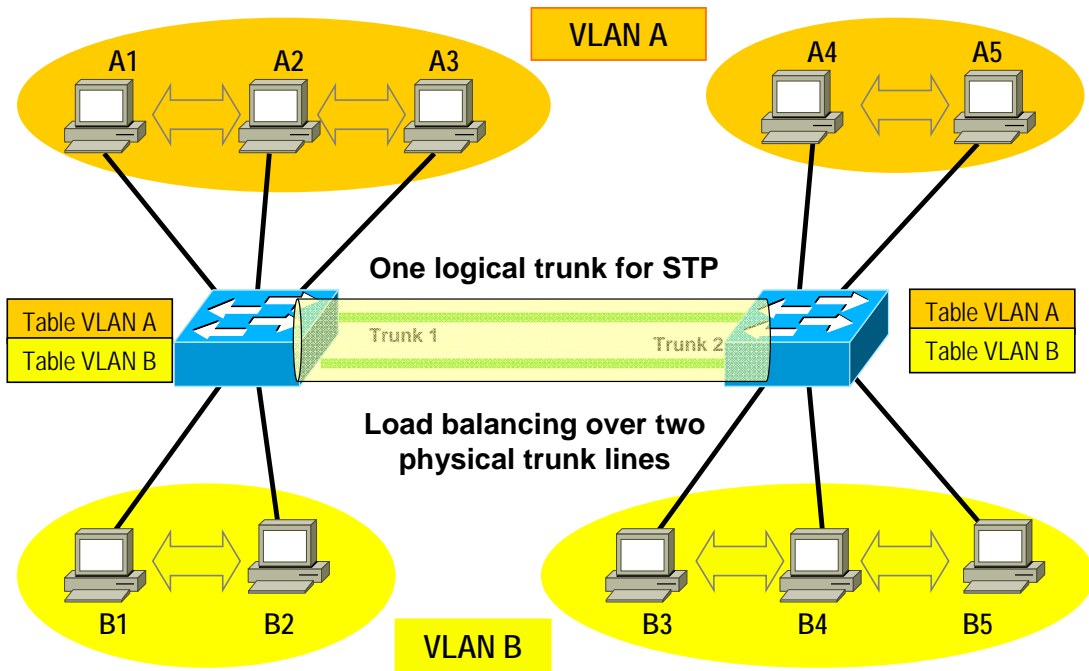 VLAN A
A1
A2
A3
A4
A5
One logical trunk for STP
Table VLAN A
Table VLAN B
Trunk 1
Trunk 2
Table VLAN A
Table VLAN B
Load balancing over two
physical trunk lines
B1
B2
B3
B4
B5
VLAN B